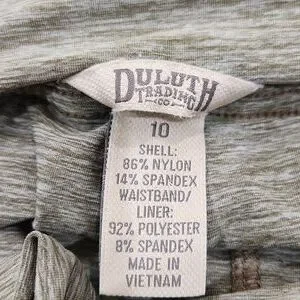 DULUTH
TRADING
CO
10
SHELL:
86% NYLON
14% SPANDEX
WAISTBAND/
LINER:
92% POLYESTER
8% SPANDEX
MADE IN
VIETNAM